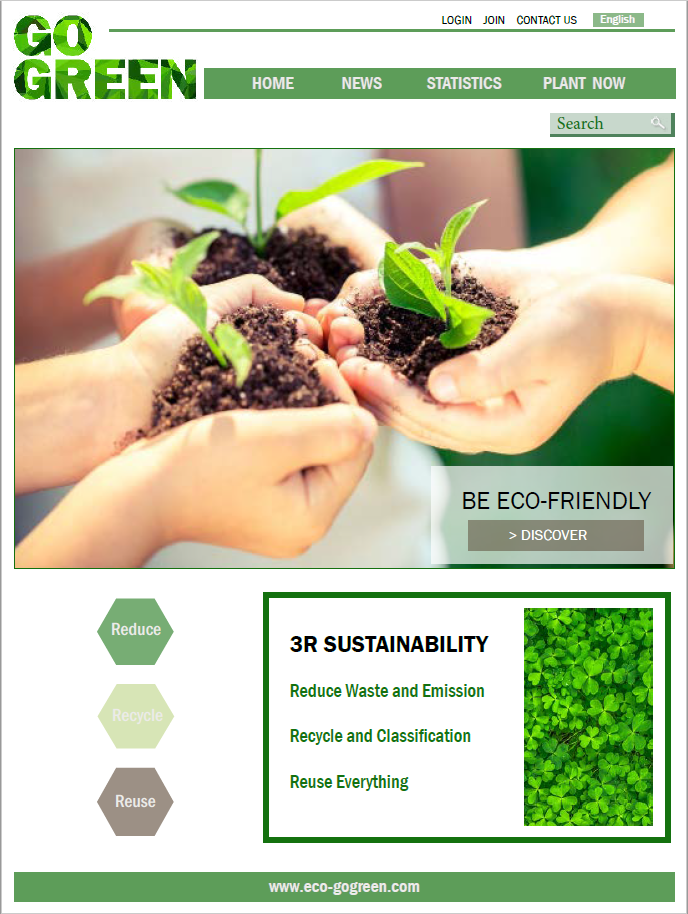 LOGIN JOIN CONTACT US English
GO
GREEN
HOME NEWS STATISTICS PLANT NOW
Search
BE ECO-FRIENDLY
> DISCOVER
Reduce
Recycle
Reuse
3R SUSTAINABILITY
Reduce Waste and Emission
Recycle and Classification
Reuse Everything
www.eco-gogreen.com